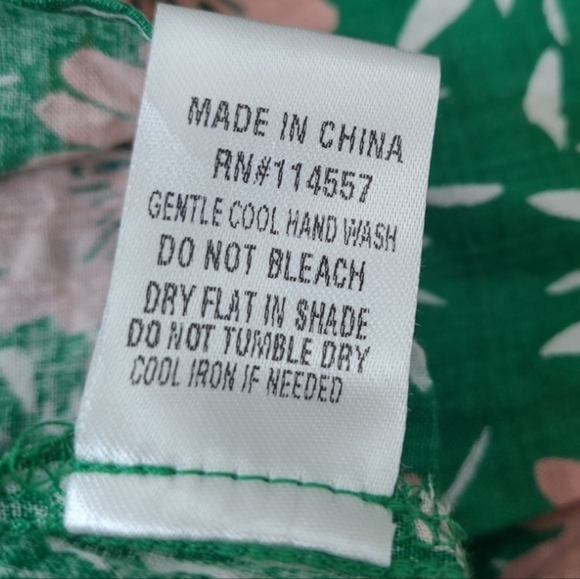 MADE IN CHINA
RN#114557
GENTLE COOL HAND WASH
DO NOT BLEACH
DRY FLAT IN SHADE
DO NOT TUMBLE DRY
COOL IRON IF NEEDED